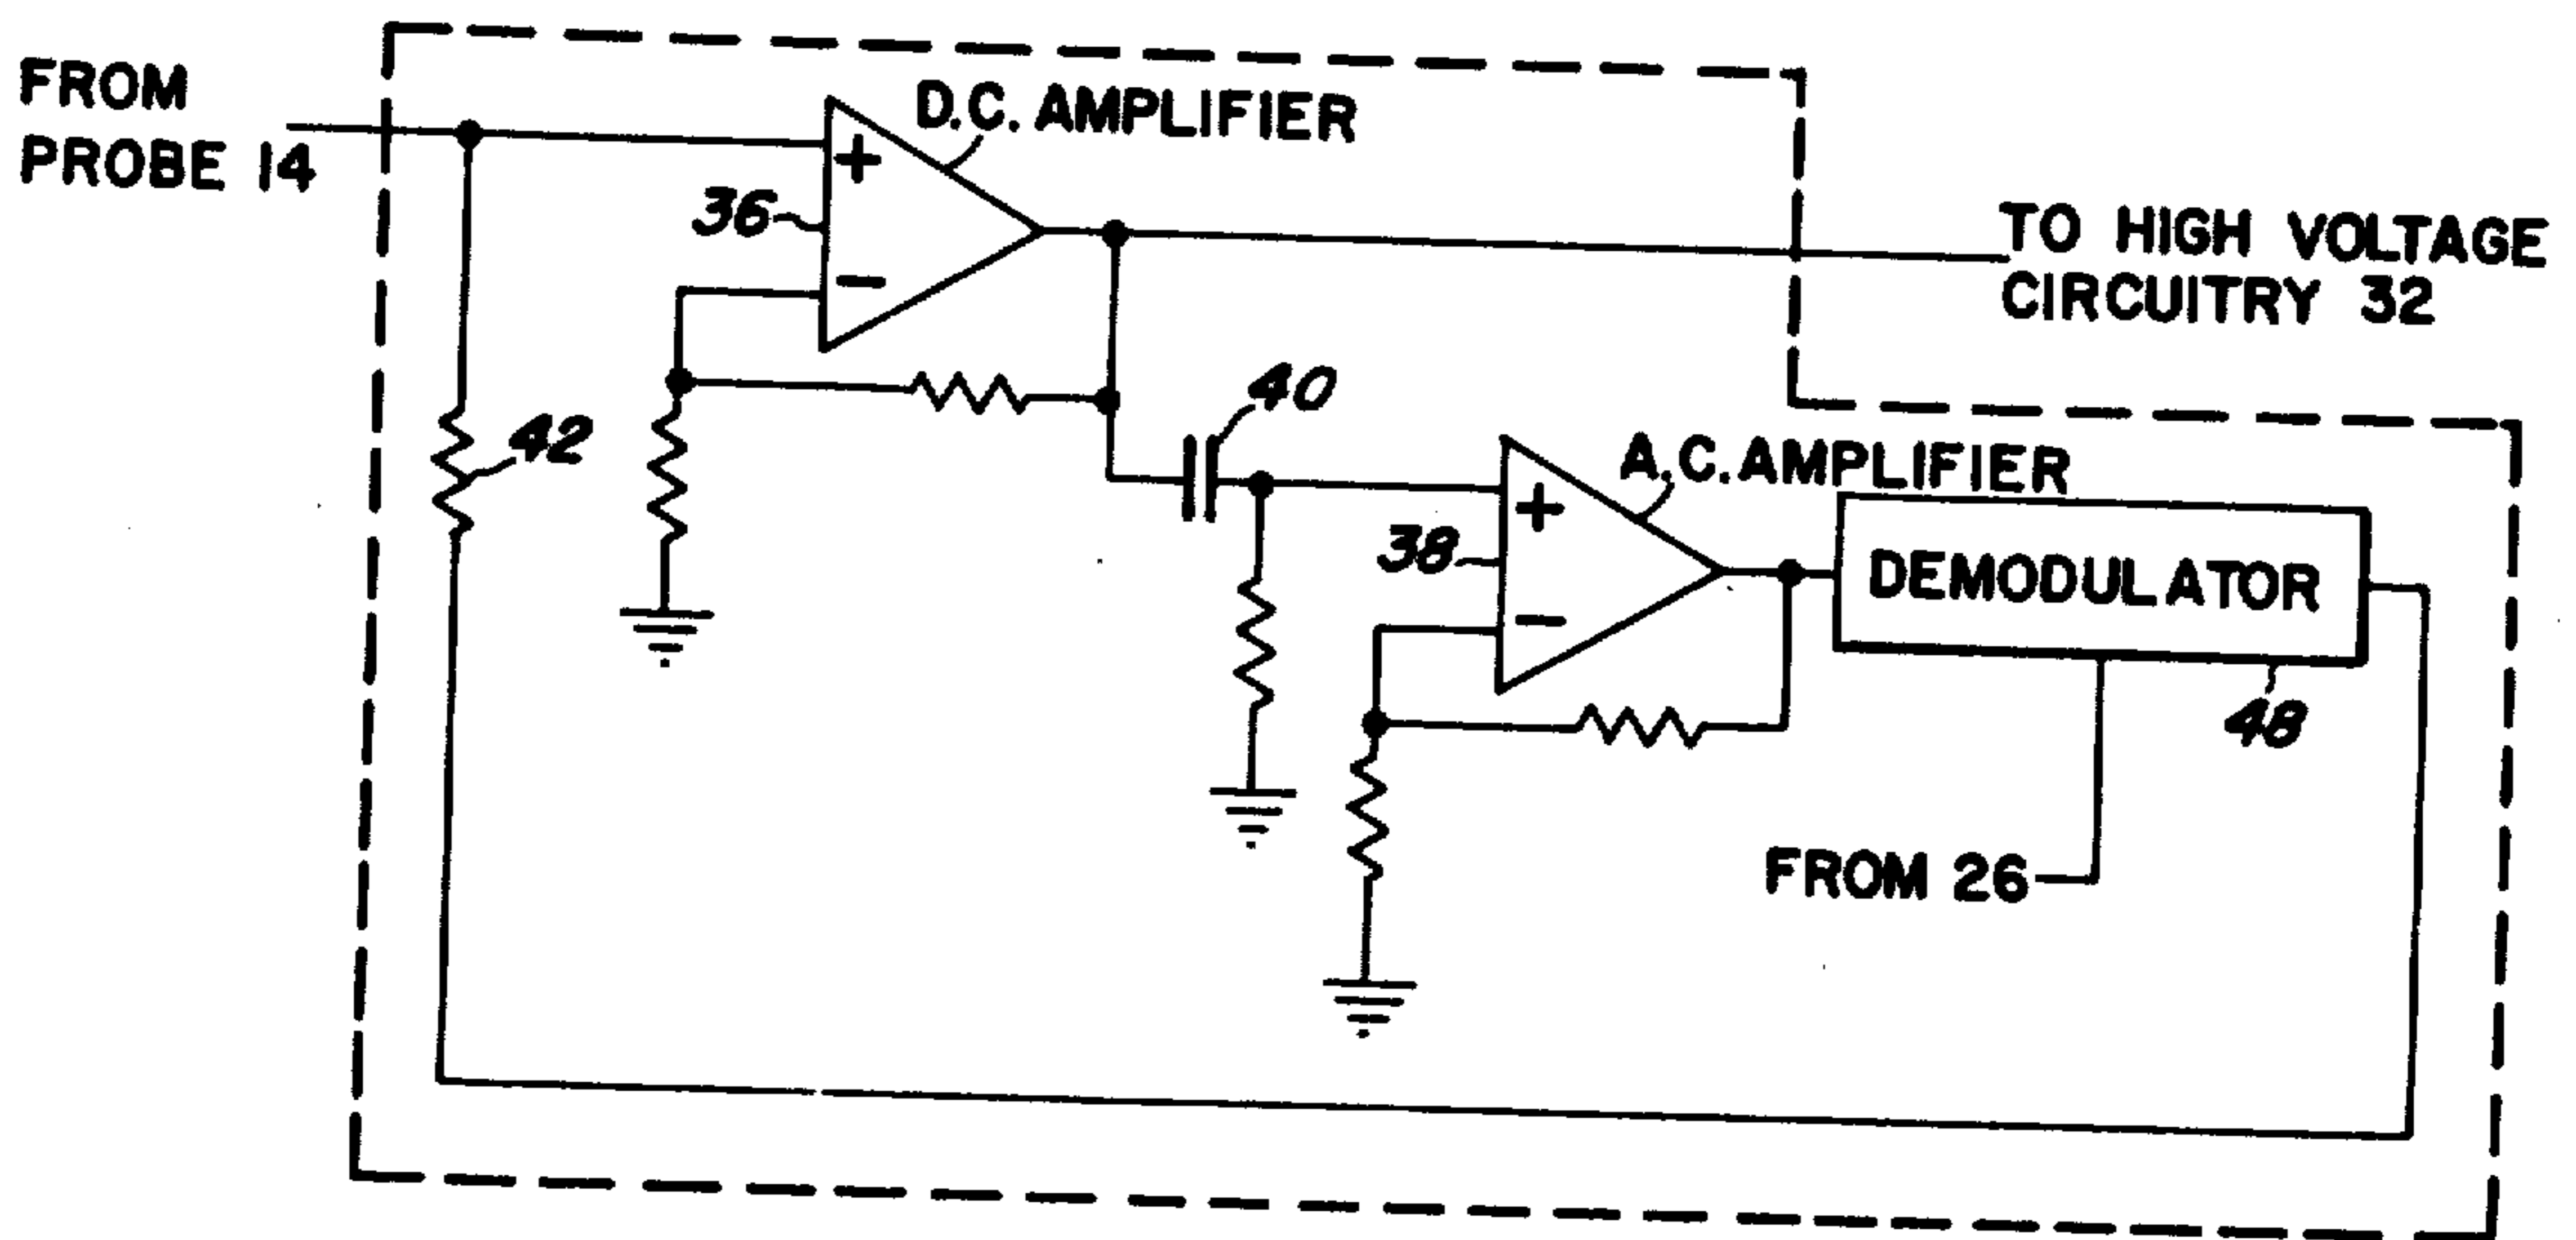 FROM
PROBE 14
D.C. AMPLIFIER
+
36
−
TO HIGH VOLTAGE
CIRCUITRY 32
40
42
A.C. AMPLIFIER
+
38
−
DEMODULATOR
48
FROM 26